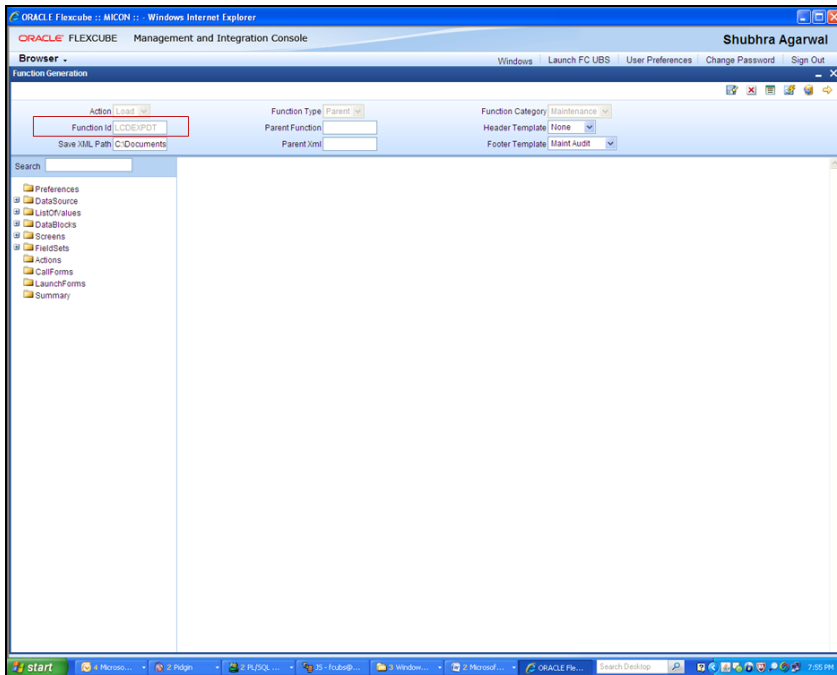 ORACLE Flexcube :: MICON :: - Windows Internet Explorer
ORACLE FLEXCUBE Management and Integration Console
Shubhra Agarwal
Browser
Windows Launch FC UBS User Preferences Change Password Sign Out
Function Generation
Action Load Function Type Parent Function Category Maintenance
Function Id LCDEXPDT Parent Function Header Template None
Save XML Path C:\Documents Parent Xml Footer Template Maint Audit
Search
Preferences
DataSource
ListOfValues
DataBlocks
Screens
FieldSets
Actions
CallForms
LaunchForms
Summary
start 4 Microso... 2 Pidgin 2 PL/SQL ... JS - fcubs@... 3 Window... 2 Microsof... ORACLE Fle... Search Desktop 7:55 PM